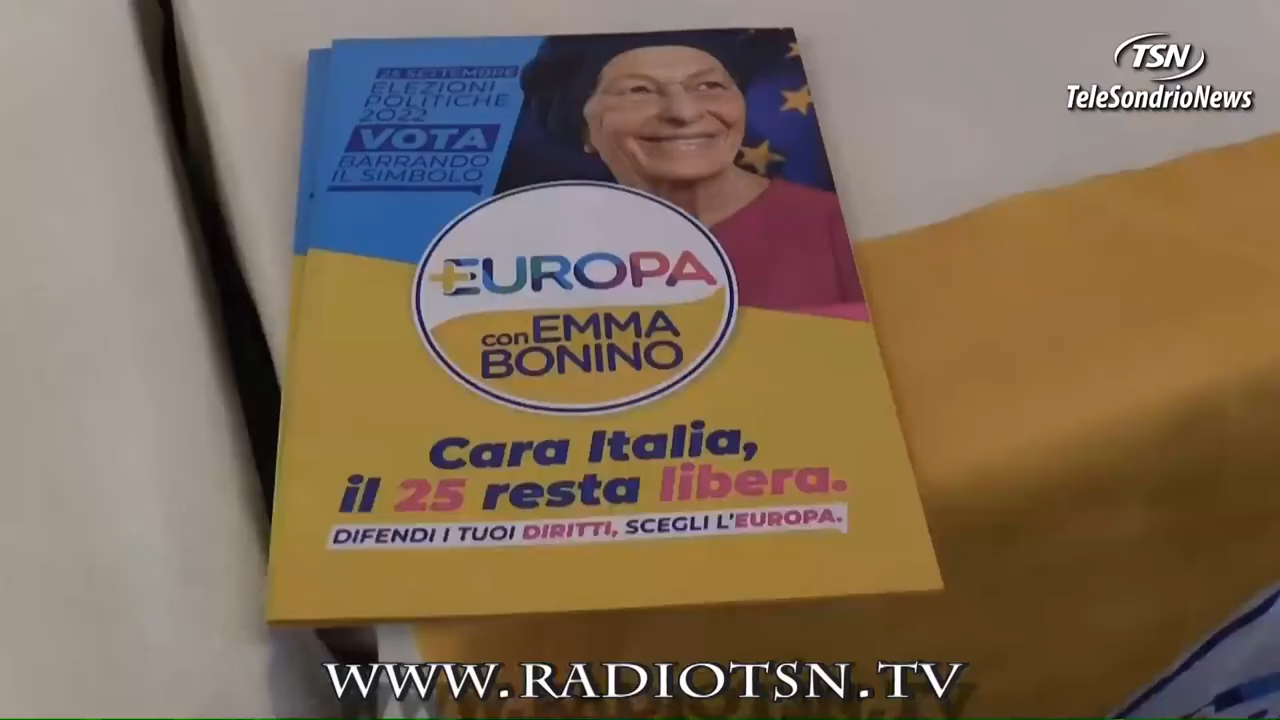 TSN
TeleSondrioNews
25 SETTEMBRE
ELEZIONI
POLITICHE
2022
VOTA
BARRANDO
IL SIMBOLO
+EUROPA
con EMMA
BONINO
Cara Italia,
il 25 resta libera.
DIFENDI I TUOI DIRITTI, SCEGLI L'EUROPA.
WWW.RADIOTSN.TV